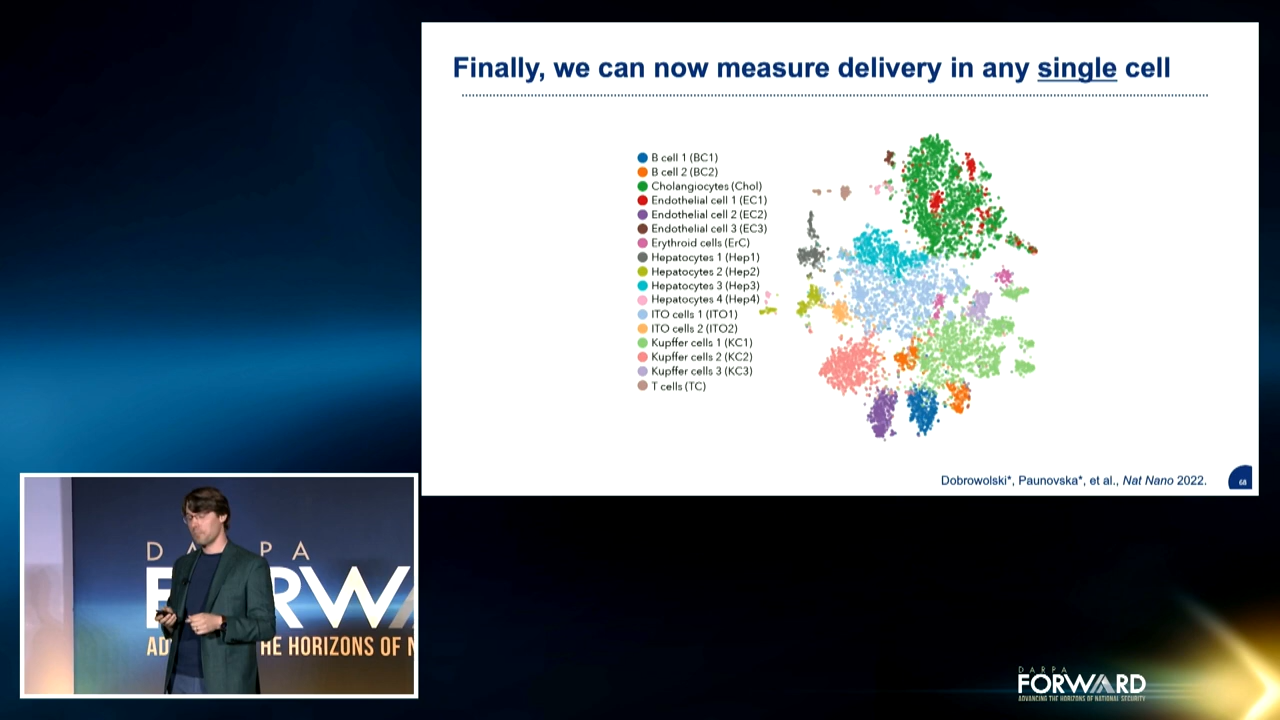 Finally, we can now measure delivery in any single cell
B cell 1 (BC1)
B cell 2 (BC2)
Cholangiocytes (Chol)
Endothelial cell 1 (EC1)
Endothelial cell 2 (EC2)
Endothelial cell 3 (EC3)
Erythroid cells (ErC)
Hepatocytes 1 (Hep1)
Hepatocytes 2 (Hep2)
Hepatocytes 3 (Hep3)
Hepatocytes 4 (Hep4)
ITO cells 1 (ITO1)
ITO cells 2 (ITO2)
Kupffer cells 1 (KC1)
Kupffer cells 2 (KC2)
Kupffer cells 3 (KC3)
T cells (TC)
Dobrowolski*, Paunovska*, et al., Nat Nano 2022.
68
D A PA
F RWA
AD HE HORIZONS OF N
DARPA
FORWARD
ADVANCING THE HORIZONS OF NATIONAL SECURITY